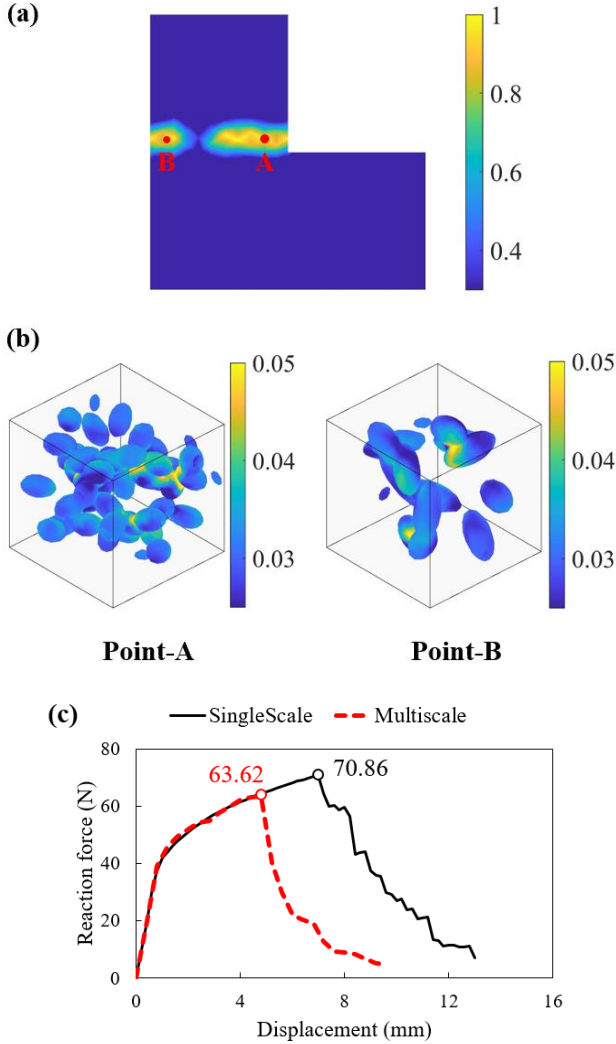 (a)
1
0.8
0.6
0.4
B
A
(b)
0.05
0.04
0.03
0.05
0.04
0.03
Point-A
Point-B
(c)
SingleScale
Multiscale
80
60
40
20
0
Reaction force (N)
63.62
70.86
0
4
8
12
16
Displacement (mm)